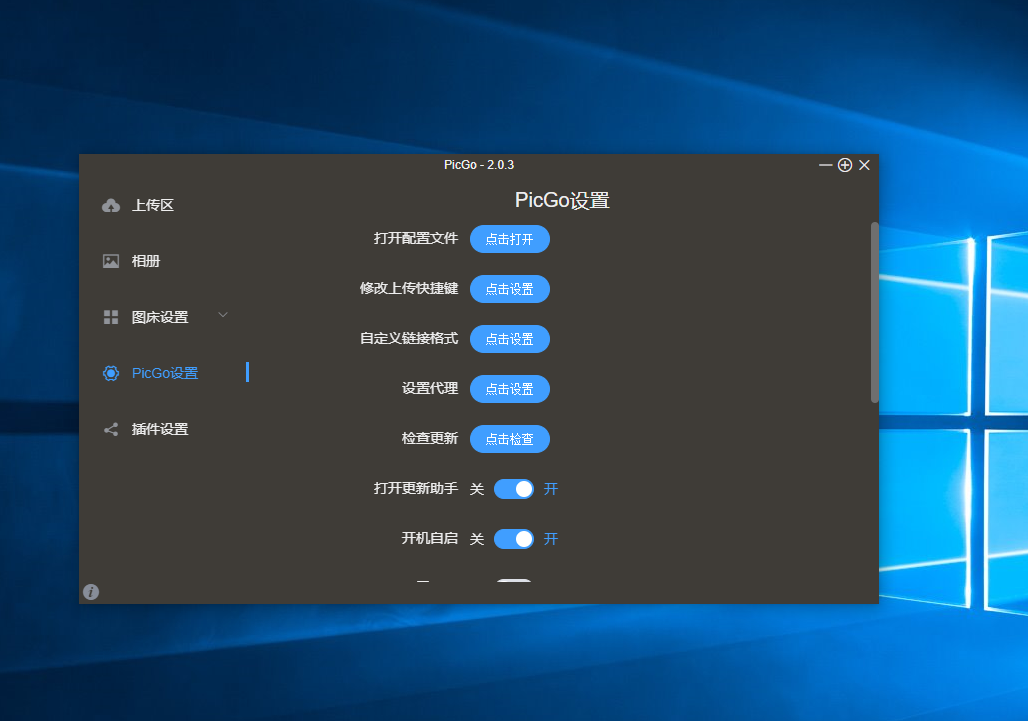 PicGo - 2.0.3
上传区
相册
图床设置
PicGo设置
插件设置
PicGo设置
打开配置文件 点击打开
修改上传快捷键 点击设置
自定义链接格式 点击设置
设置代理 点击设置
检查更新 点击检查
打开更新助手 关 开
开机自启 关 开